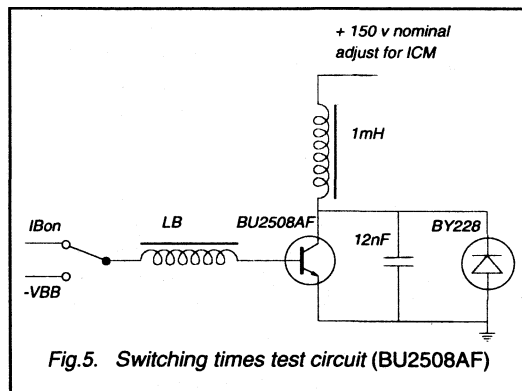 + 150 v nominal
adjust for ICM
1mH
IBon
LB
BU2508AF
12nF
BY228
-VBB
Fig.5. Switching times test circuit (BU2508AF)